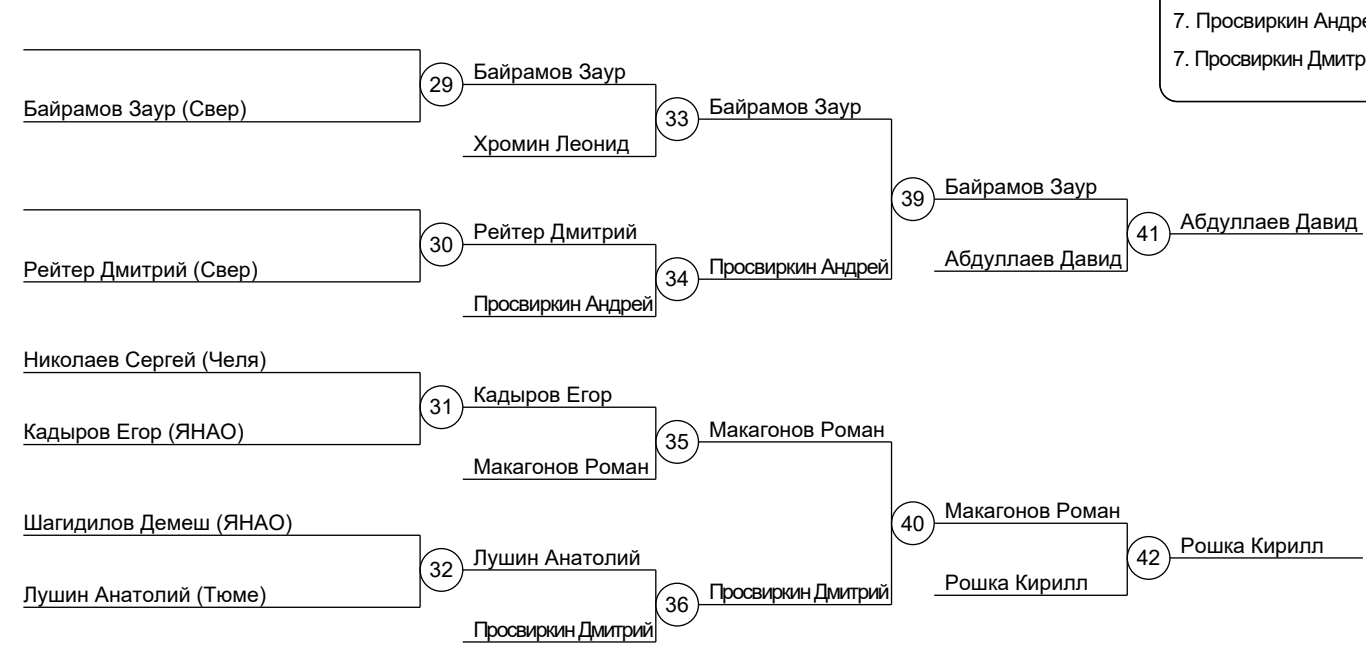 7. Просвиркин Андре
7. Просвиркин Дмитр
Байрамов Заур (Свер)
29
Байрамов Заур
Хромин Леонид
33
Байрамов Заур
Рейтер Дмитрий (Свер)
30
Рейтер Дмитрий
Просвиркин Андрей
34
Просвиркин Андрей
39
Байрамов Заур
Абдуллаев Давид
41
Абдуллаев Давид
Николаев Сергей (Челя)
Кадыров Егор (ЯНАО)
31
Кадыров Егор
Макагонов Роман
35
Макагонов Роман
Шагидилов Демеш (ЯНАО)
Лушин Анатолий (Тюме)
32
Лушин Анатолий
Просвиркин Дмитрий
36
Просвиркин Дмитрий
40
Макагонов Роман
Рошка Кирилл
42
Рошка Кирилл